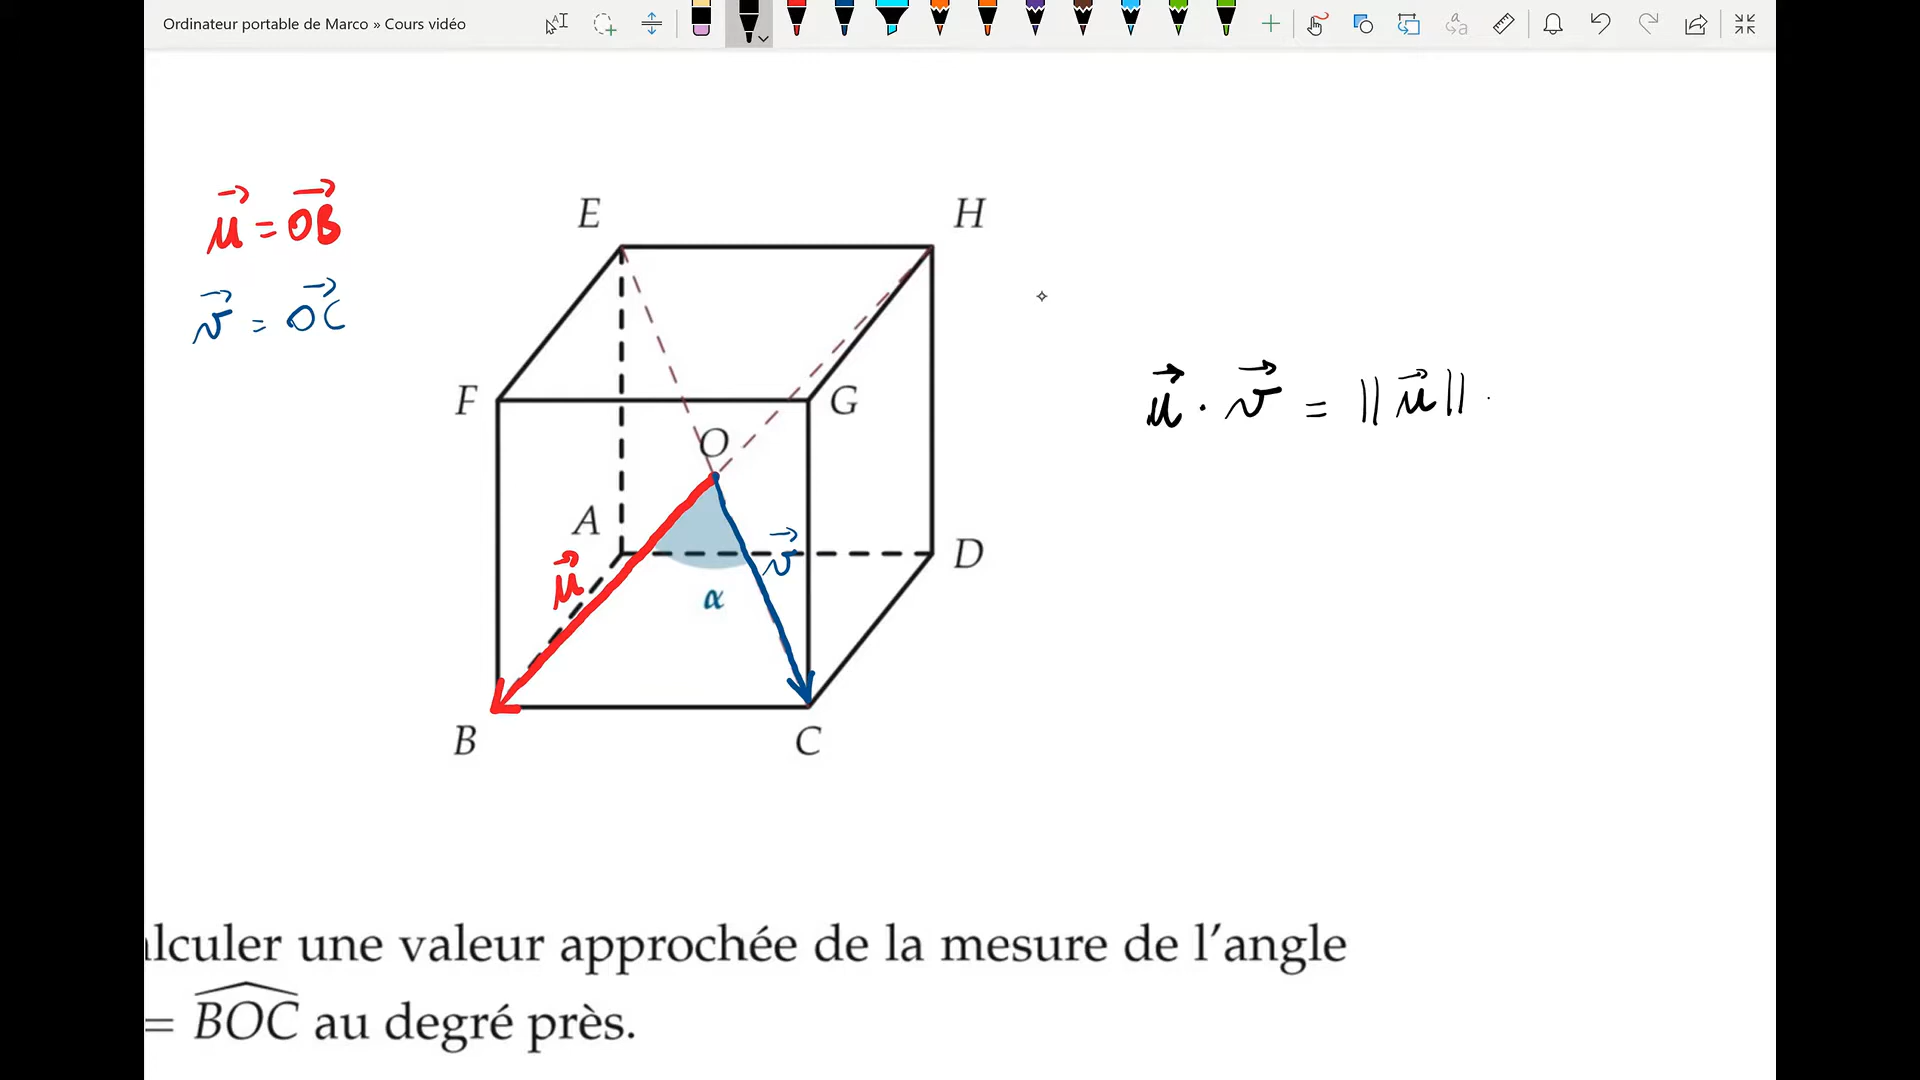 Ordinateur portable de Marco » Cours vidéo
E
H
u⃗ = OB⃗
v⃗ = OC⃗
F
G
u⃗ · v⃗ = ||u⃗|| ·
O
A
D
u⃗
v⃗
α
B
C
alculer une valeur approchée de la mesure de l'angle
= BOC au degré près.